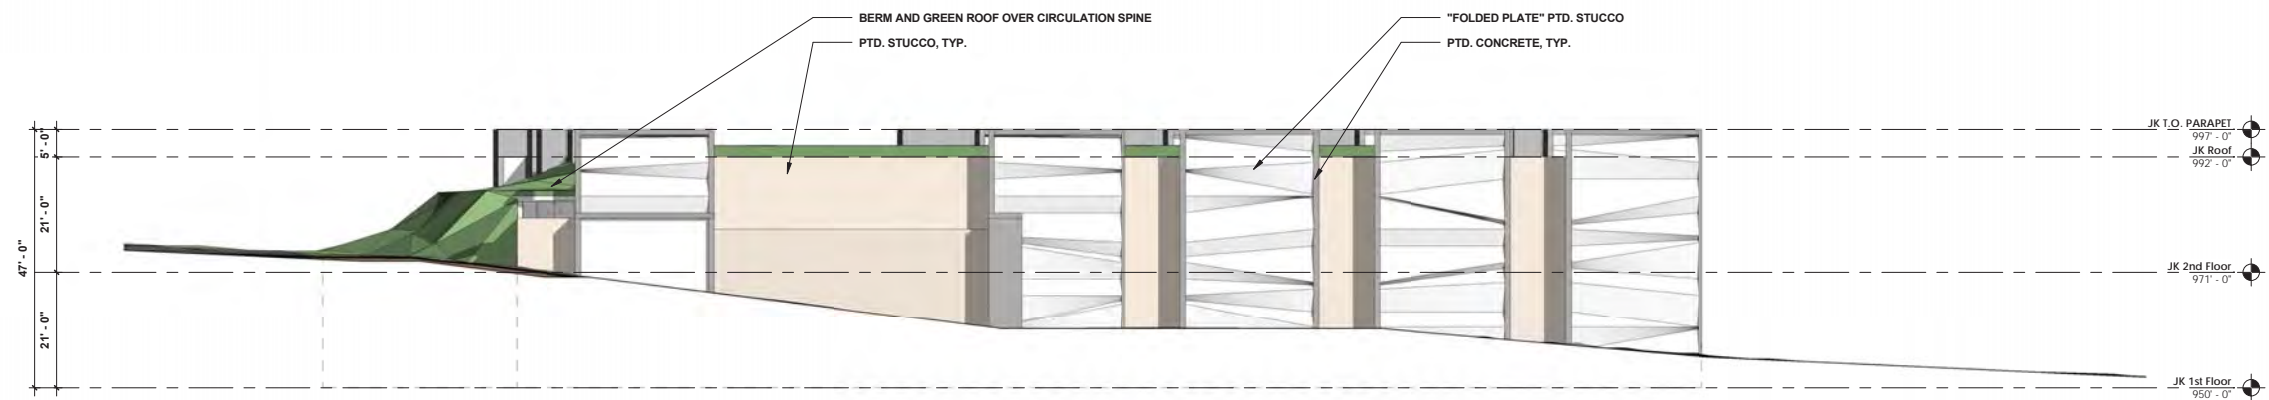 BERM AND GREEN ROOF OVER CIRCULATION SPINE
PTD. STUCCO, TYP.
"FOLDED PLATE" PTD. STUCCO
PTD. CONCRETE, TYP.
5' - 0"
21' - 0"
47' - 0"
21' - 0"
JK T.O. PARAPET
997' - 0"
JK Roof
992' - 0"
JK 2nd Floor
971' - 0"
JK 1st Floor
950' - 0"